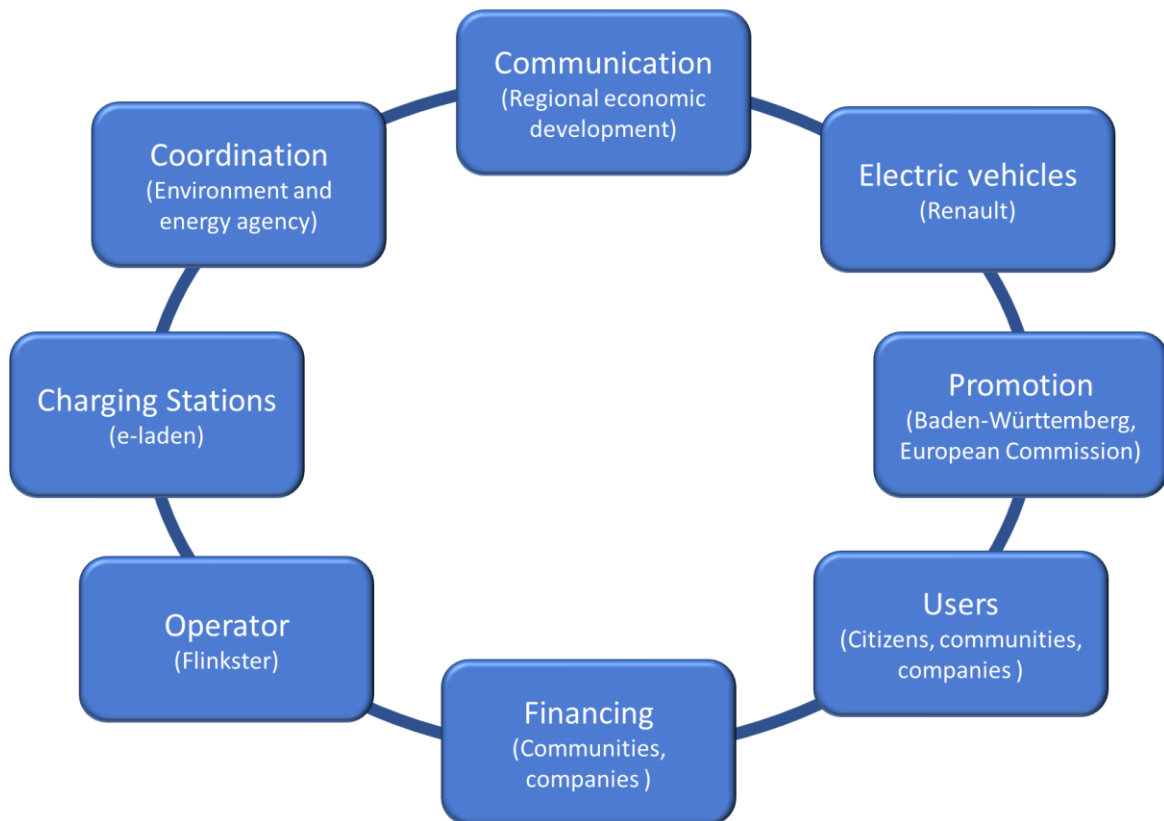 Communication
(Regional economic
development)
Electric vehicles
(Renault)
Promotion
(Baden-Württemberg,
European Commission)
Users
(Citizens, communities,
companies )
Financing
(Communities,
companies )
Operator
(Flinkster)
Charging Stations
(e-laden)
Coordination
(Environment and
energy agency)